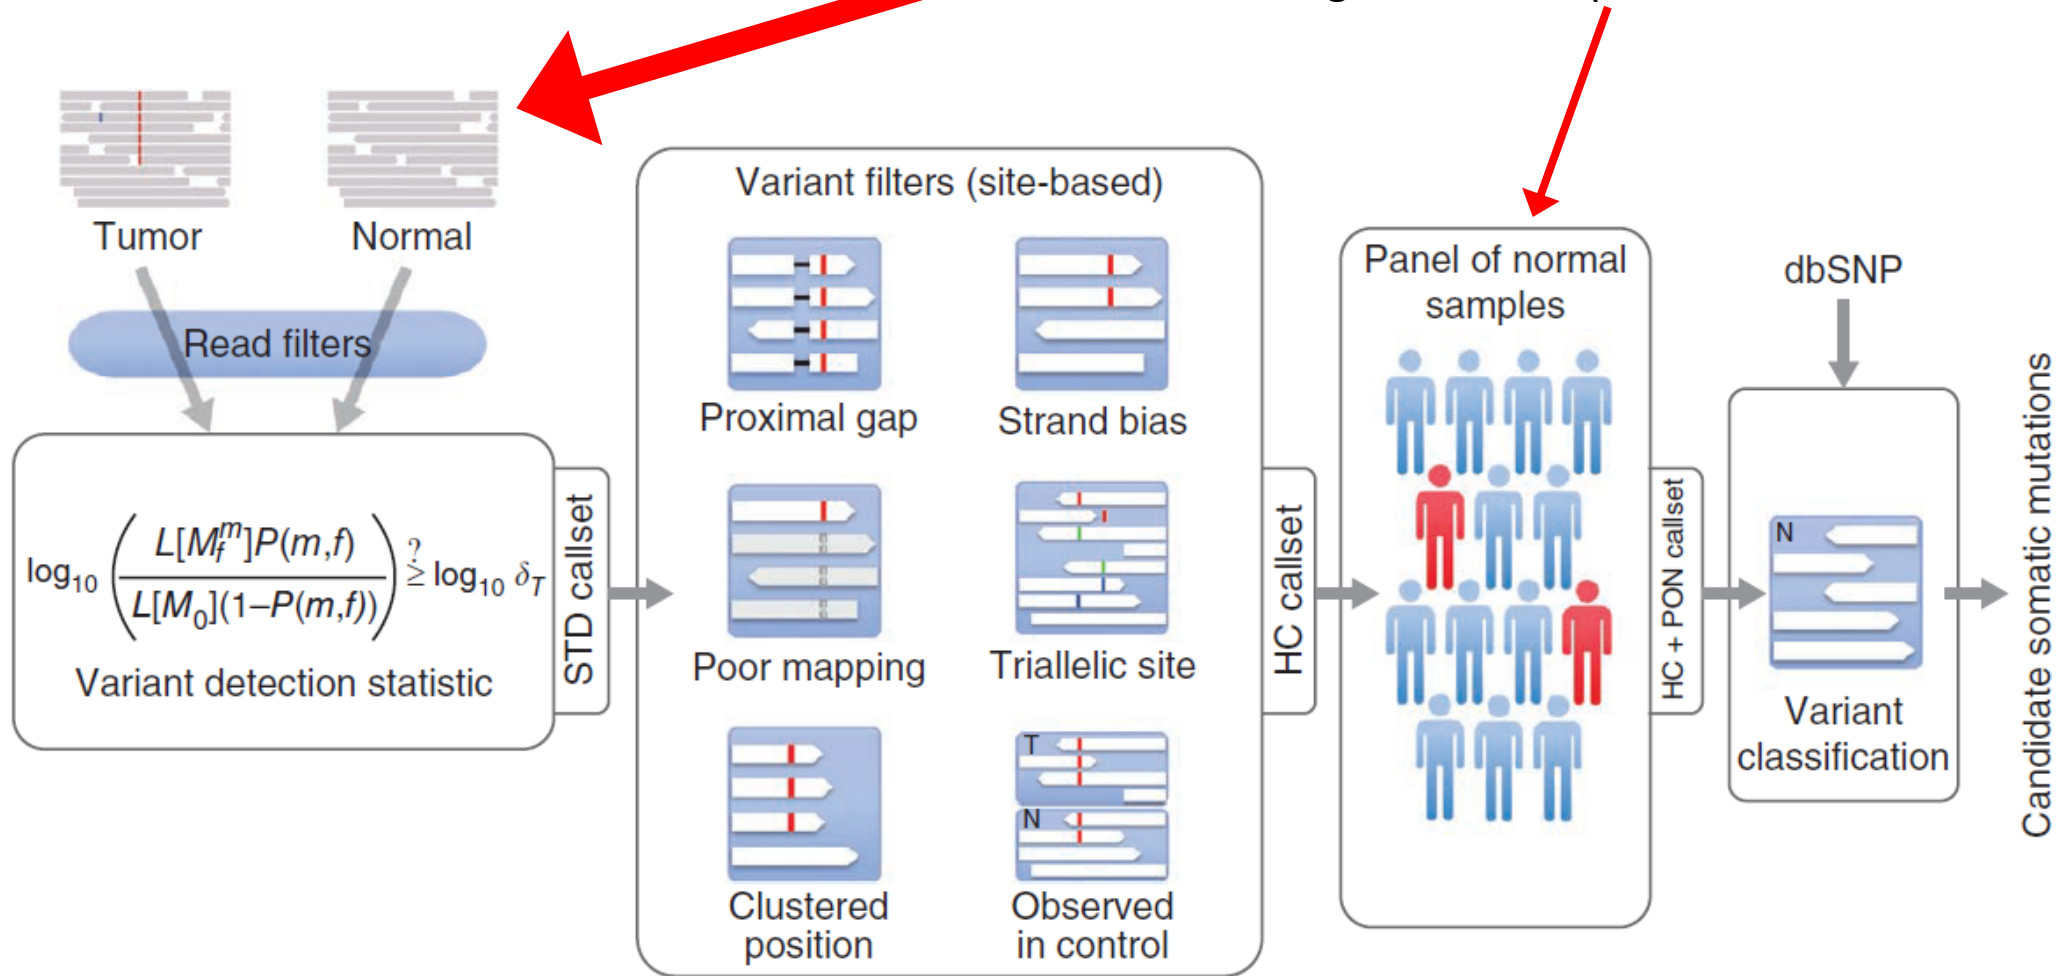 Tumor
Normal
Read filters
log10 (L[M_f^m]P(m,f) / L[M0](1–P(m,f))) ≥? log10 δT
Variant detection statistic
STD callset
Variant filters (site-based)
Proximal gap
Strand bias
Poor mapping
Triallelic site
Clustered
position
T
N
Observed
in control
HC callset
Panel of normal
samples
HC + PON callset
dbSNP
N
Variant
classification
Candidate somatic mutations